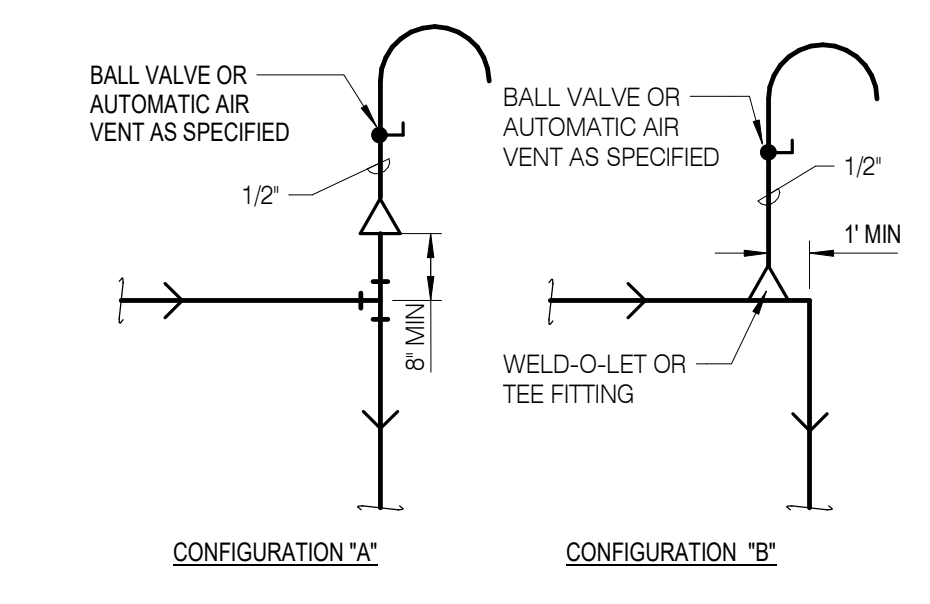 BALL VALVE OR
AUTOMATIC AIR
VENT AS SPECIFIED
1/2"
8" MIN
CONFIGURATION "A"
BALL VALVE OR
AUTOMATIC AIR
VENT AS SPECIFIED
1/2"
1' MIN
WELD-O-LET OR
TEE FITTING
CONFIGURATION "B"